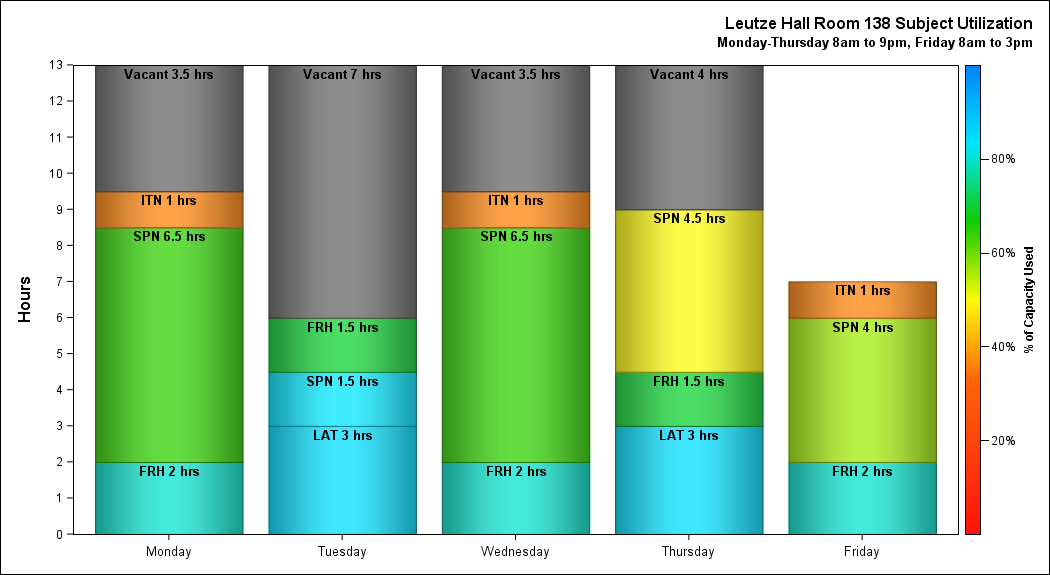 Leutze Hall Room 138 Subject Utilization
Monday-Thursday 8am to 9pm, Friday 8am to 3pm
Hours
13
12
11
10
9
8
7
6
5
4
3
2
1
0
Vacant 3.5 hrs
ITN 1 hrs
SPN 6.5 hrs
FRH 2 hrs
Monday
Vacant 7 hrs
FRH 1.5 hrs
SPN 1.5 hrs
LAT 3 hrs
Tuesday
Vacant 3.5 hrs
ITN 1 hrs
SPN 6.5 hrs
FRH 2 hrs
Wednesday
Vacant 4 hrs
SPN 4.5 hrs
FRH 1.5 hrs
LAT 3 hrs
Thursday
ITN 1 hrs
SPN 4 hrs
FRH 2 hrs
Friday
80%
60%
40%
20%
% of Capacity Used